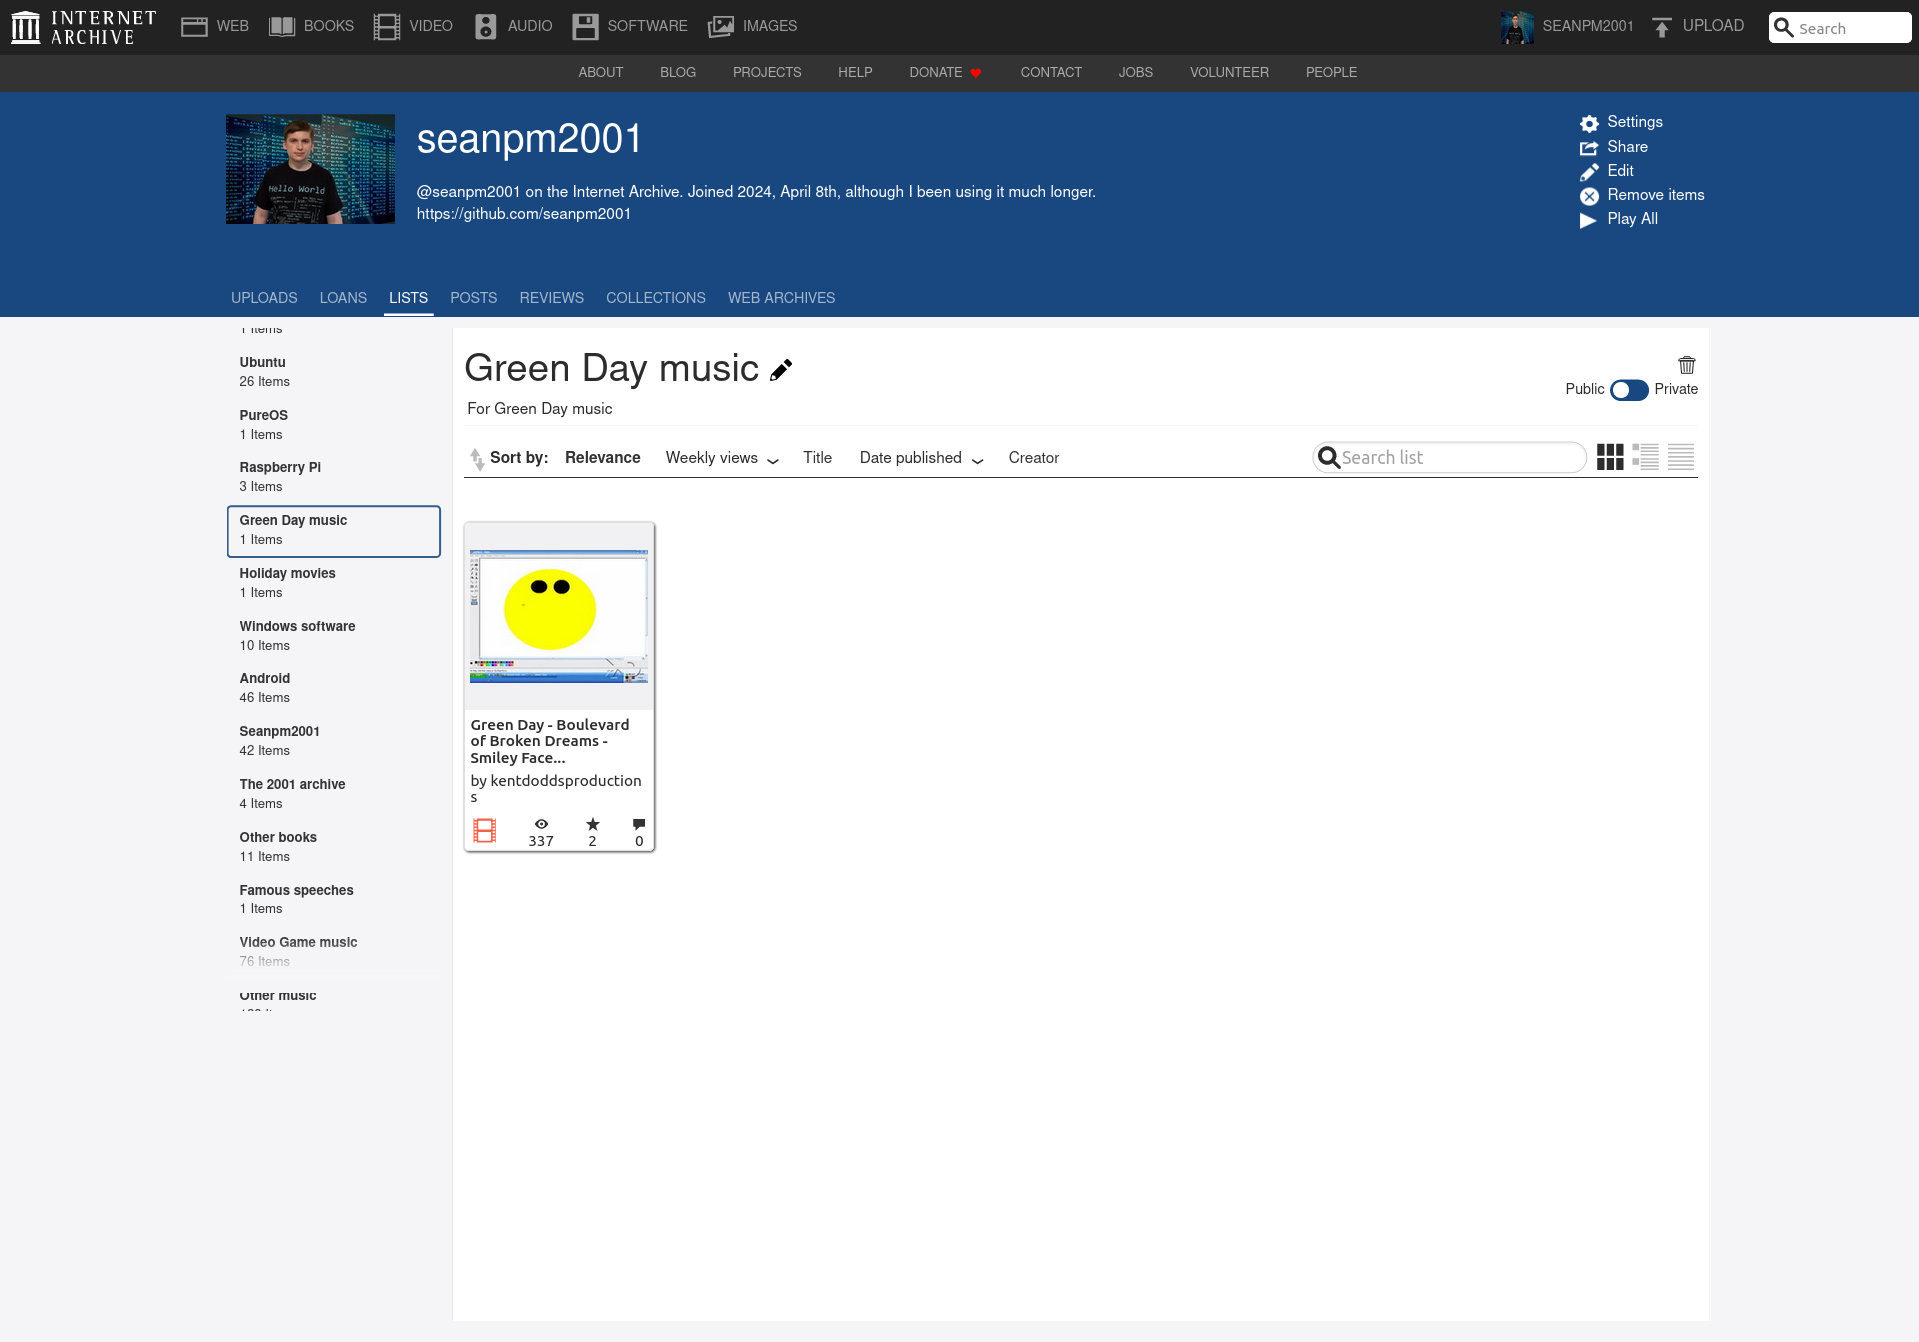 INTERNET ARCHIVE
WEB BOOKS VIDEO AUDIO SOFTWARE IMAGES
SEANPM2001 UPLOAD Search
ABOUT BLOG PROJECTS HELP DONATE CONTACT JOBS VOLUNTEER PEOPLE
Hello World
seanpm2001
@seanpm2001 on the Internet Archive. Joined 2024, April 8th, although I been using it much longer.
https://github.com/seanpm2001
Settings
Share
Edit
Remove items
Play All
UPLOADS LOANS LISTS POSTS REVIEWS COLLECTIONS WEB ARCHIVES
1 Items
Ubuntu
26 Items
PureOS
1 Items
Raspberry Pi
3 Items
Green Day music
1 Items
Holiday movies
1 Items
Windows software
10 Items
Android
46 Items
Seanpm2001
42 Items
The 2001 archive
4 Items
Other books
11 Items
Famous speeches
1 Items
Video Game music
76 Items
Other music
Green Day music
For Green Day music
Public Private
Sort by: Relevance Weekly views Title Date published Creator
Search list
Green Day - Boulevard
of Broken Dreams -
Smiley Face...
by kentdoddsproduction
s
337 2 0